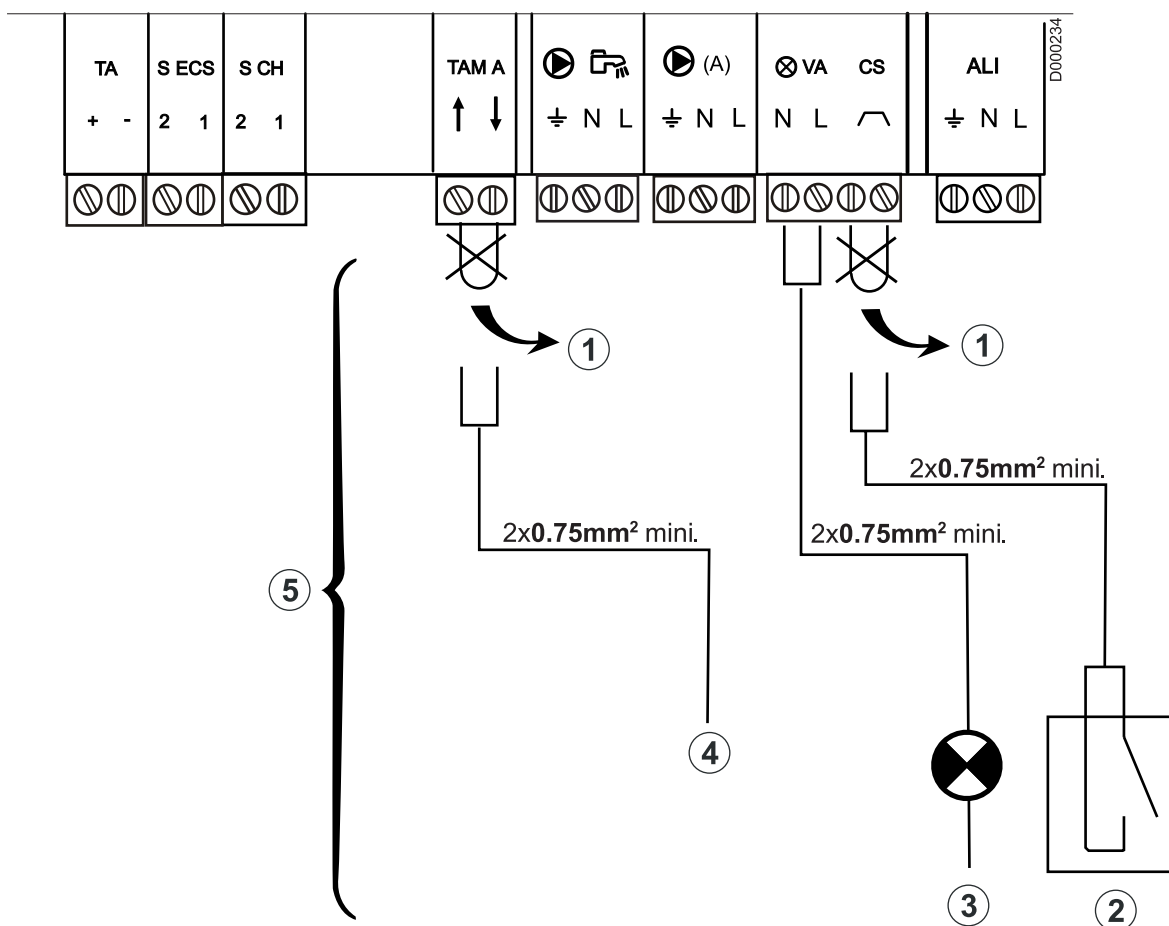 TA
+ -
S ECS
2 1
S CH
2 1
TAM A
N L
(A)
N L
VA
N L
CS
ALI
N L
D000234
1
1
2x0.75mm² mini.
2x0.75mm² mini.
2x0.75mm² mini.
5
4
3
2